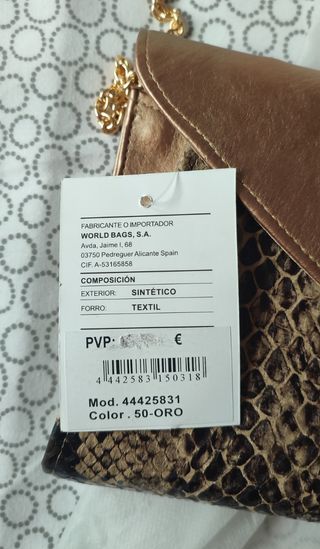 FABRICANTE O IMPORTADOR
WORLD BAGS, S.A.
Avda, Jaime I, 68
03750 Pedreguer Alicante Spain
CIF. A-53165858
COMPOSICIÓN
EXTERIOR: SINTÉTICO
FORRO: TEXTIL
PVP: €
4 442583 150318
Mod. 44425831
Color . 50-ORO